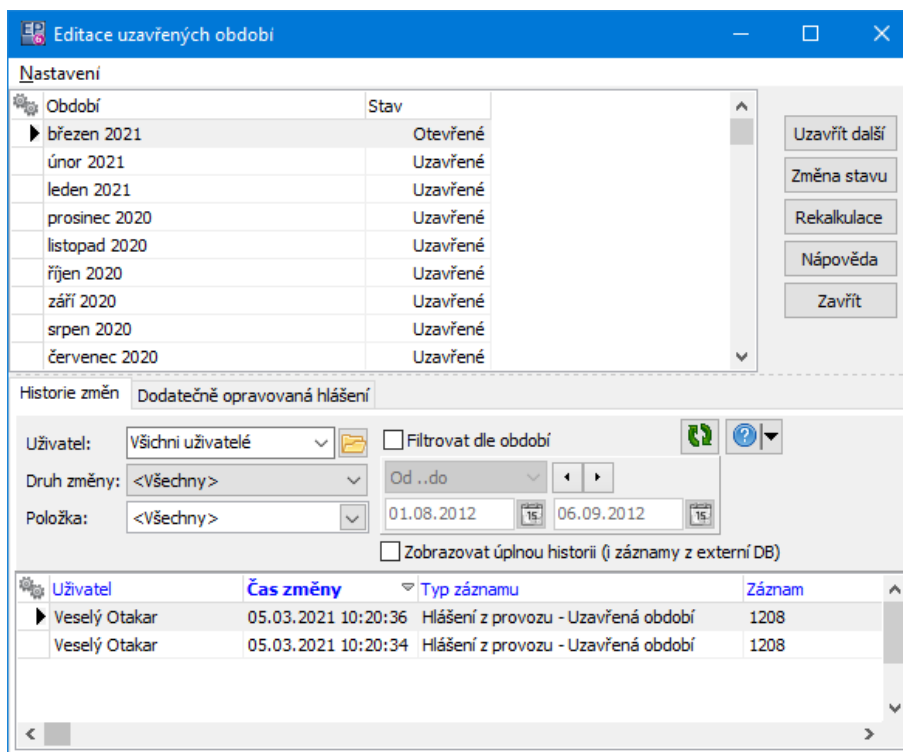 Editace uzavřených období
Nastavení
Období Stav
březen 2021 Otevřené
únor 2021 Uzavřené
leden 2021 Uzavřené
prosinec 2020 Uzavřené
listopad 2020 Uzavřené
říjen 2020 Uzavřené
září 2020 Uzavřené
srpen 2020 Uzavřené
červenec 2020 Uzavřené
Uzavřít další
Změna stavu
Rekalkulace
Nápověda
Zavřít
Historie změn Dodatečně opravovaná hlášení
Uživatel: Všichni uživatelé Filtrovat dle období
Druh změny: <Všechny> Od ..do
Položka: <Všechny> 01.08.2012 15 06.09.2012 15
Zobrazovat úplnou historii (i záznamy z externí DB)
Uživatel Čas změny Typ záznamu Záznam
Veselý Otakar 05.03.2021 10:20:36 Hlášení z provozu - Uzavřená období 1208
Veselý Otakar 05.03.2021 10:20:34 Hlášení z provozu - Uzavřená období 1208